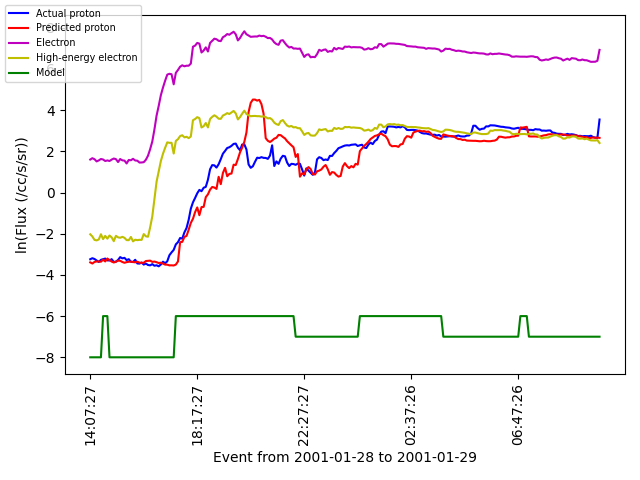 Actual proton
Predicted proton
Electron
High-energy electron
Model
ln(Flux (/cc/s/sr))
4
2
0
−2
−4
−6
−8
14:07:27
18:17:27
22:27:27
02:37:26
06:47:26
Event from 2001-01-28 to 2001-01-29